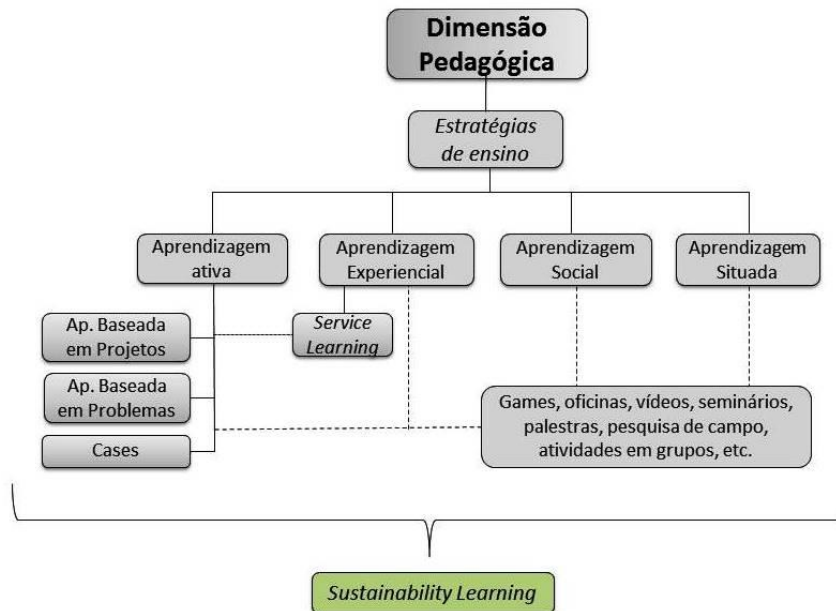 Dimensão
Pedagógica
Estratégias
de ensino
Aprendizagem
ativa
Aprendizagem
Experiencial
Aprendizagem
Social
Aprendizagem
Situada
Ap. Baseada
em Projetos
Service
Learning
Ap. Baseada
em Problemas
Cases
Games, oficinas, vídeos, seminários,
palestras, pesquisa de campo,
atividades em grupos, etc.
Sustainability Learning